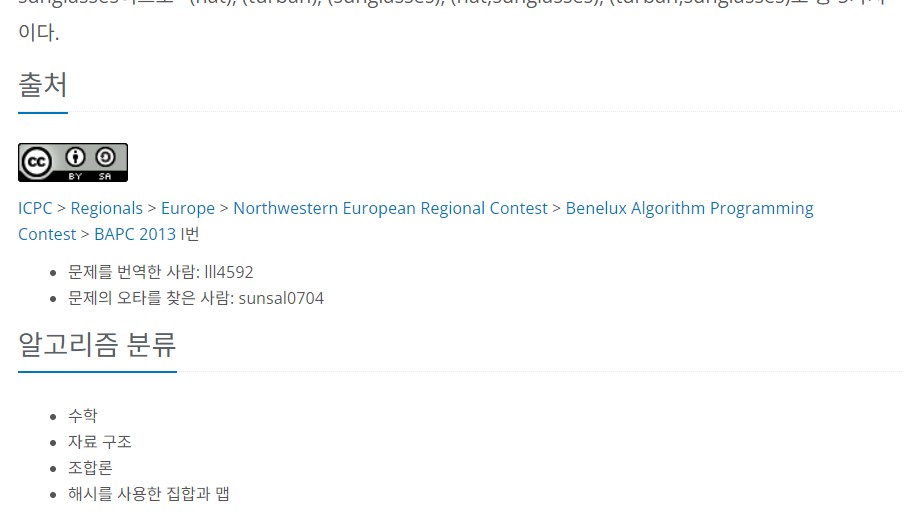 이다.
출처
cc BY SA
ICPC > Regionals > Europe > Northwestern European Regional Contest > Benelux Algorithm Programming
Contest > BAPC 2013 I번
문제를 번역한 사람: lll4592
문제의 오타를 찾은 사람: sunsal0704
알고리즘 분류
수학
자료 구조
조합론
해시를 사용한 집합과 맵